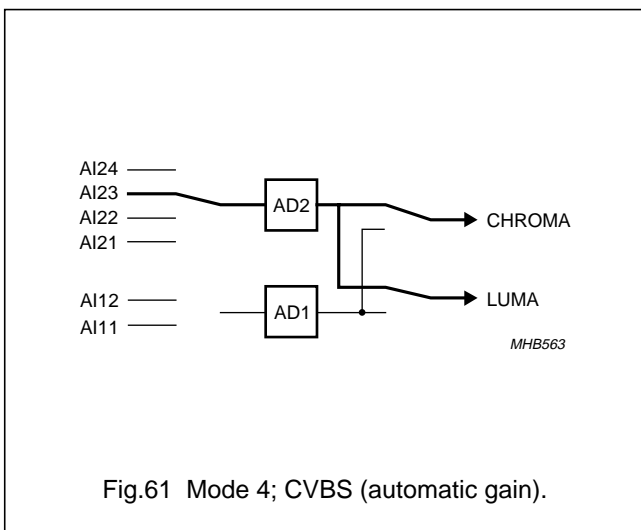 AI24
AI23
AD2
AI22
CHROMA
AI21
AI12
LUMA
AD1
AI11
MHB563
Fig.61 Mode 4; CVBS (automatic gain).